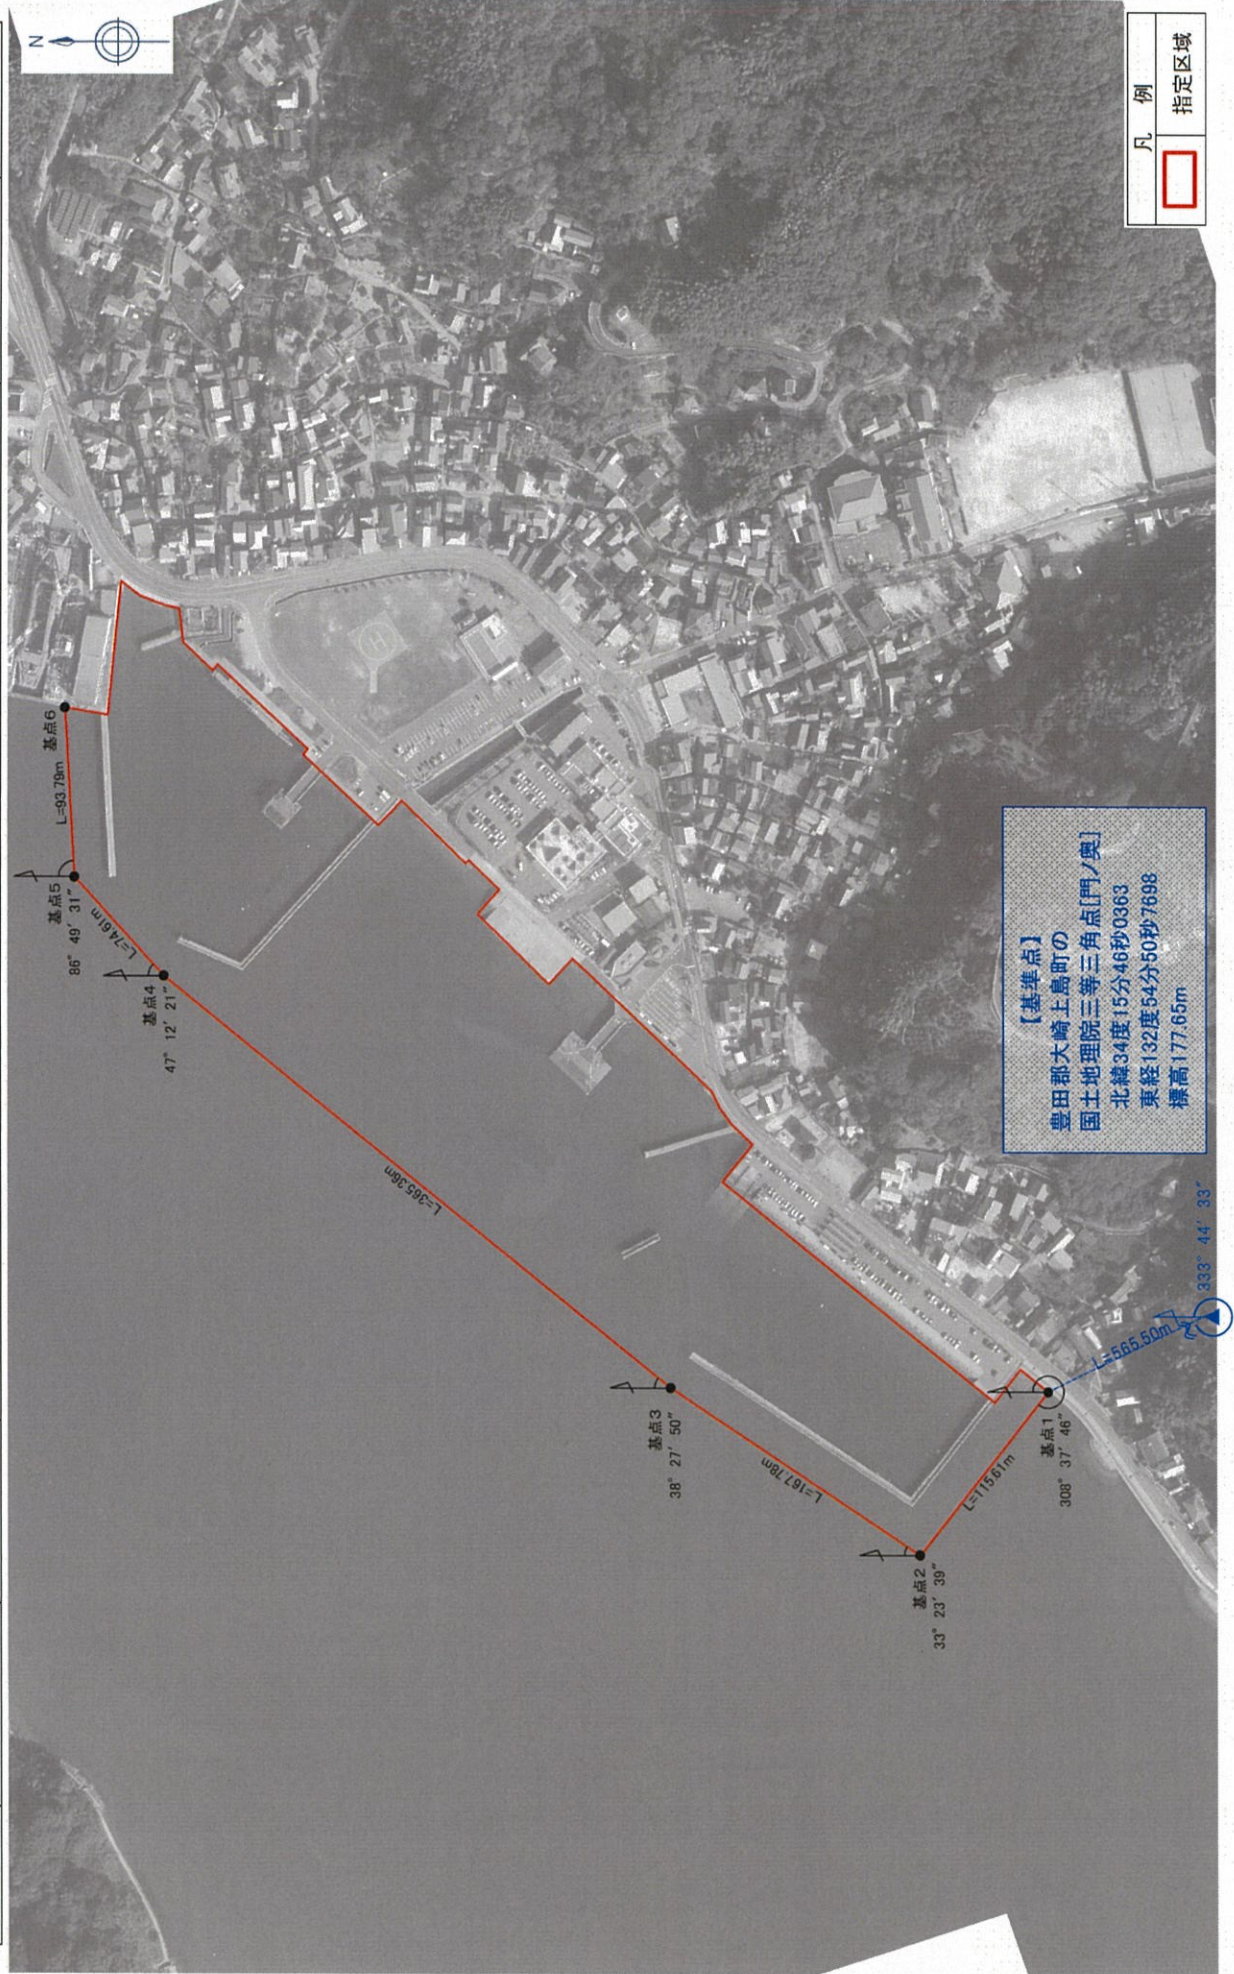 N
基点6
L=93.79m
基点5
86° 49′ 31″
L=74.61m
基点4
47° 12′ 21″
L=365.36m
基点3
38° 27′ 50″
L=167.78m
基点2
33° 23′ 39″
L=115.61m
基点1
308° 37′ 46″
L=565.50m
333° 44′ 33″
【基準点】
豊田郡大崎上島町の
国土地理院三等三角点[門ノ奥]
北緯34度15分46秒0363
東経132度54分50秒7698
標高177.65m
凡 例
指定区域